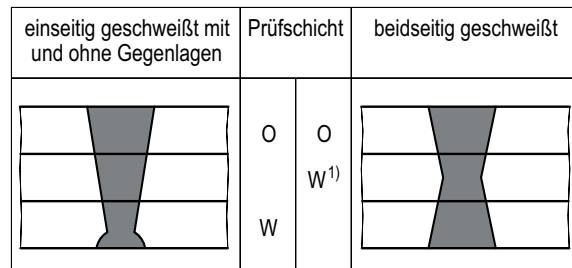 einseitig geschweißt mit
und ohne Gegenlagen
Prüfschicht
beidseitig geschweißt
O
O
W1)
W